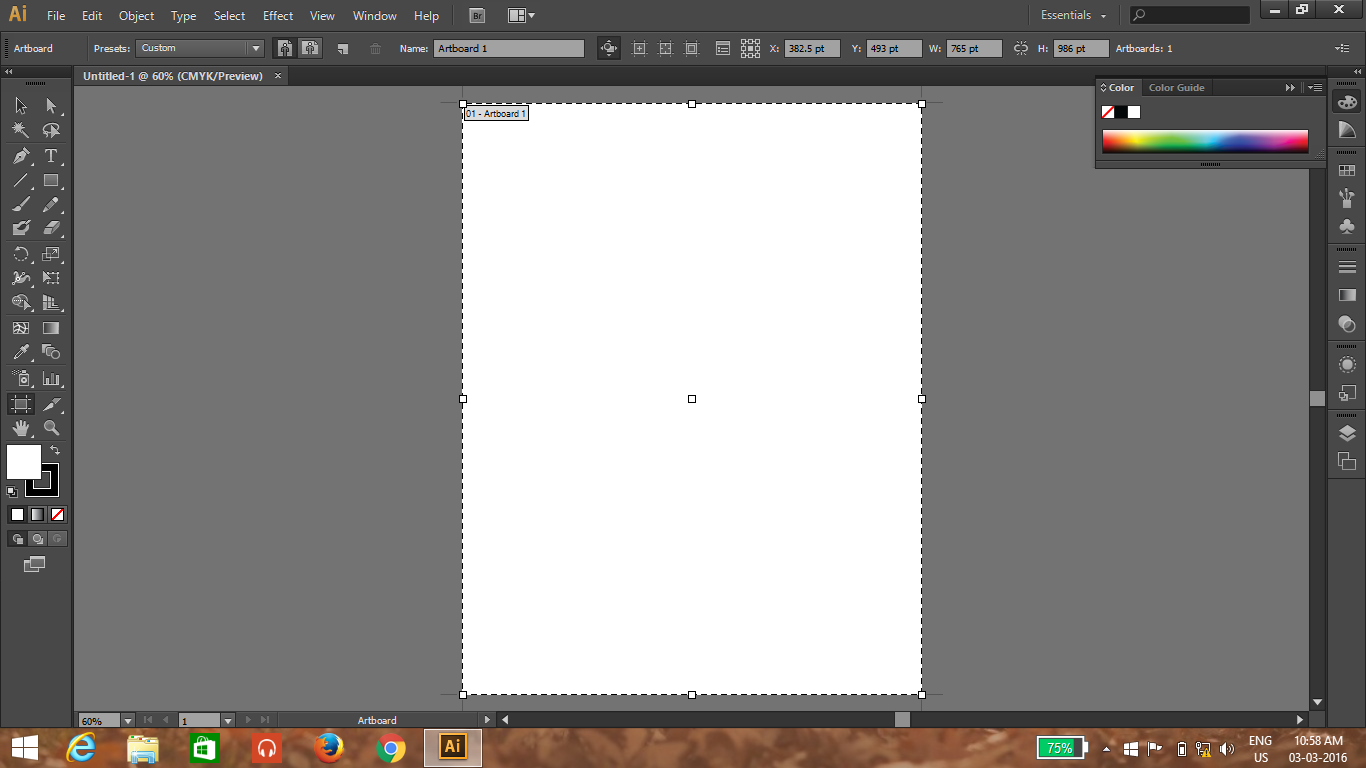 Ai File Edit Object Type Select Effect View Window Help Br Essentials
Artboard Presets: Custom Name: Artboard 1 X: 382.5 pt Y: 493 pt W: 765 pt H: 986 pt Artboards: 1
Untitled-1 @ 60% (CMYK/Preview) ×
Color Color Guide
01 - Artboard 1
T
60% 1 Artboard
Ai
75%
ENG
US
10:58 AM
03-03-2016